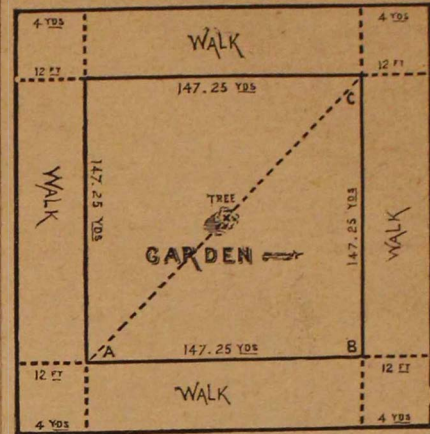 4 YDS
4 YDS
WALK
12 FT
12 FT
147.25 YDS
C
WALK
147.25 YDS
TREE
147.25 YDS
WALK
GARDEN
A
147.25 YDS
B
12 FT
12 FT
WALK
4 YDS
4 YDS